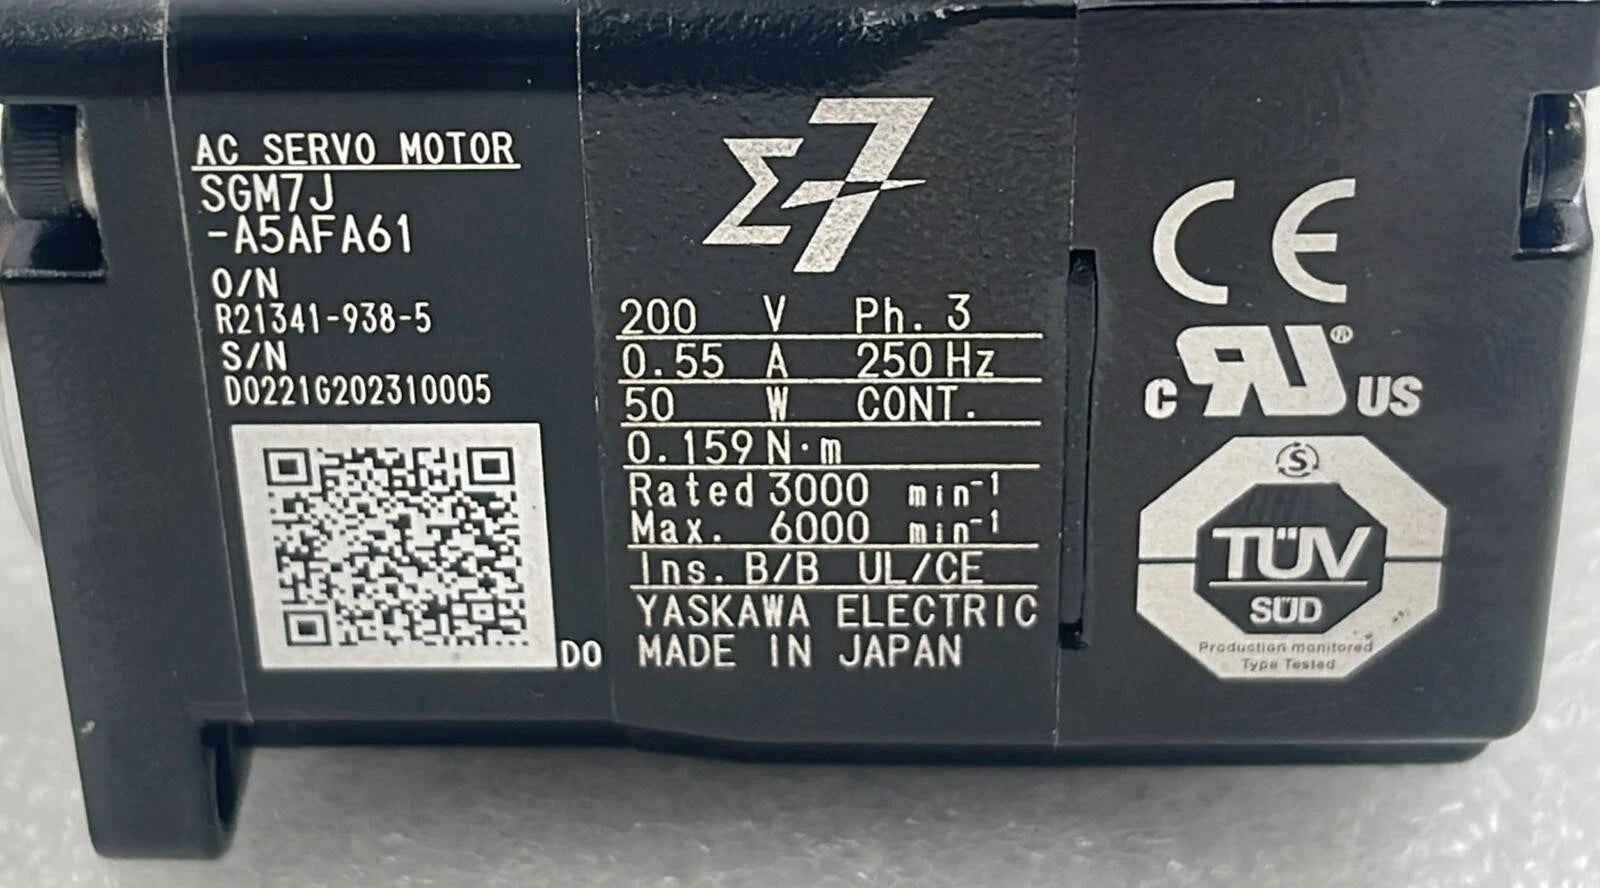 AC SERVO MOTOR
SGM7J
-A5AFA61
O/N
R21341-938-5
S/N
D0221G202310005
DO
Σ7
200 V Ph. 3
0.55 A 250 Hz
50 W CONT.
0.159 N·m
Rated 3000 min⁻¹
Max. 6000 min⁻¹
Ins. B/B UL/CE
YASKAWA ELECTRIC
MADE IN JAPAN
CE
c RU® US
S
TÜV
SÜD
Production monitored
Type Tested